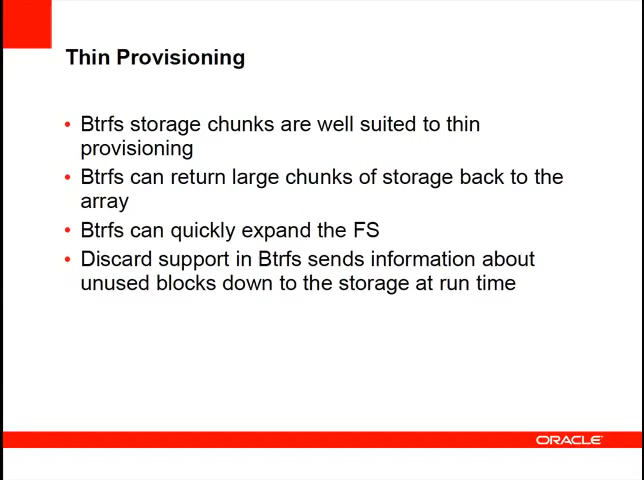 Thin Provisioning
• Btrfs storage chunks are well suited to thin
provisioning
• Btrfs can return large chunks of storage back to the
array
• Btrfs can quickly expand the FS
• Discard support in Btrfs sends information about
unused blocks down to the storage at run time
ORACLE